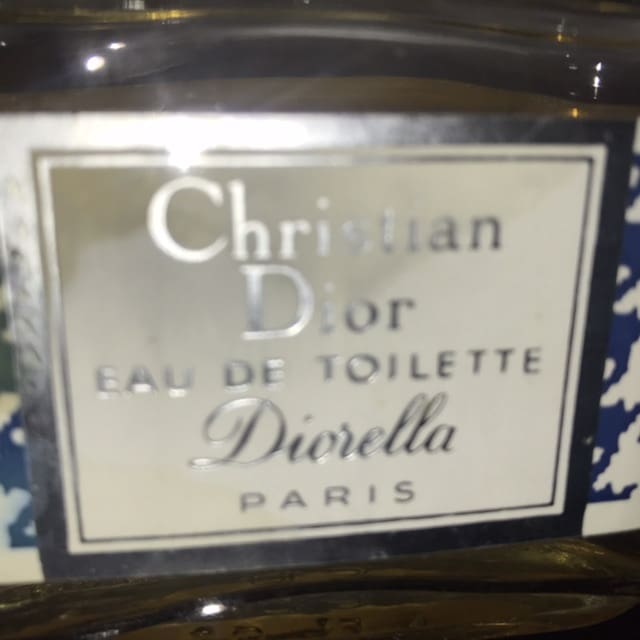 Christian
Dior
EAU DE TOILETTE
Diorella
PARIS